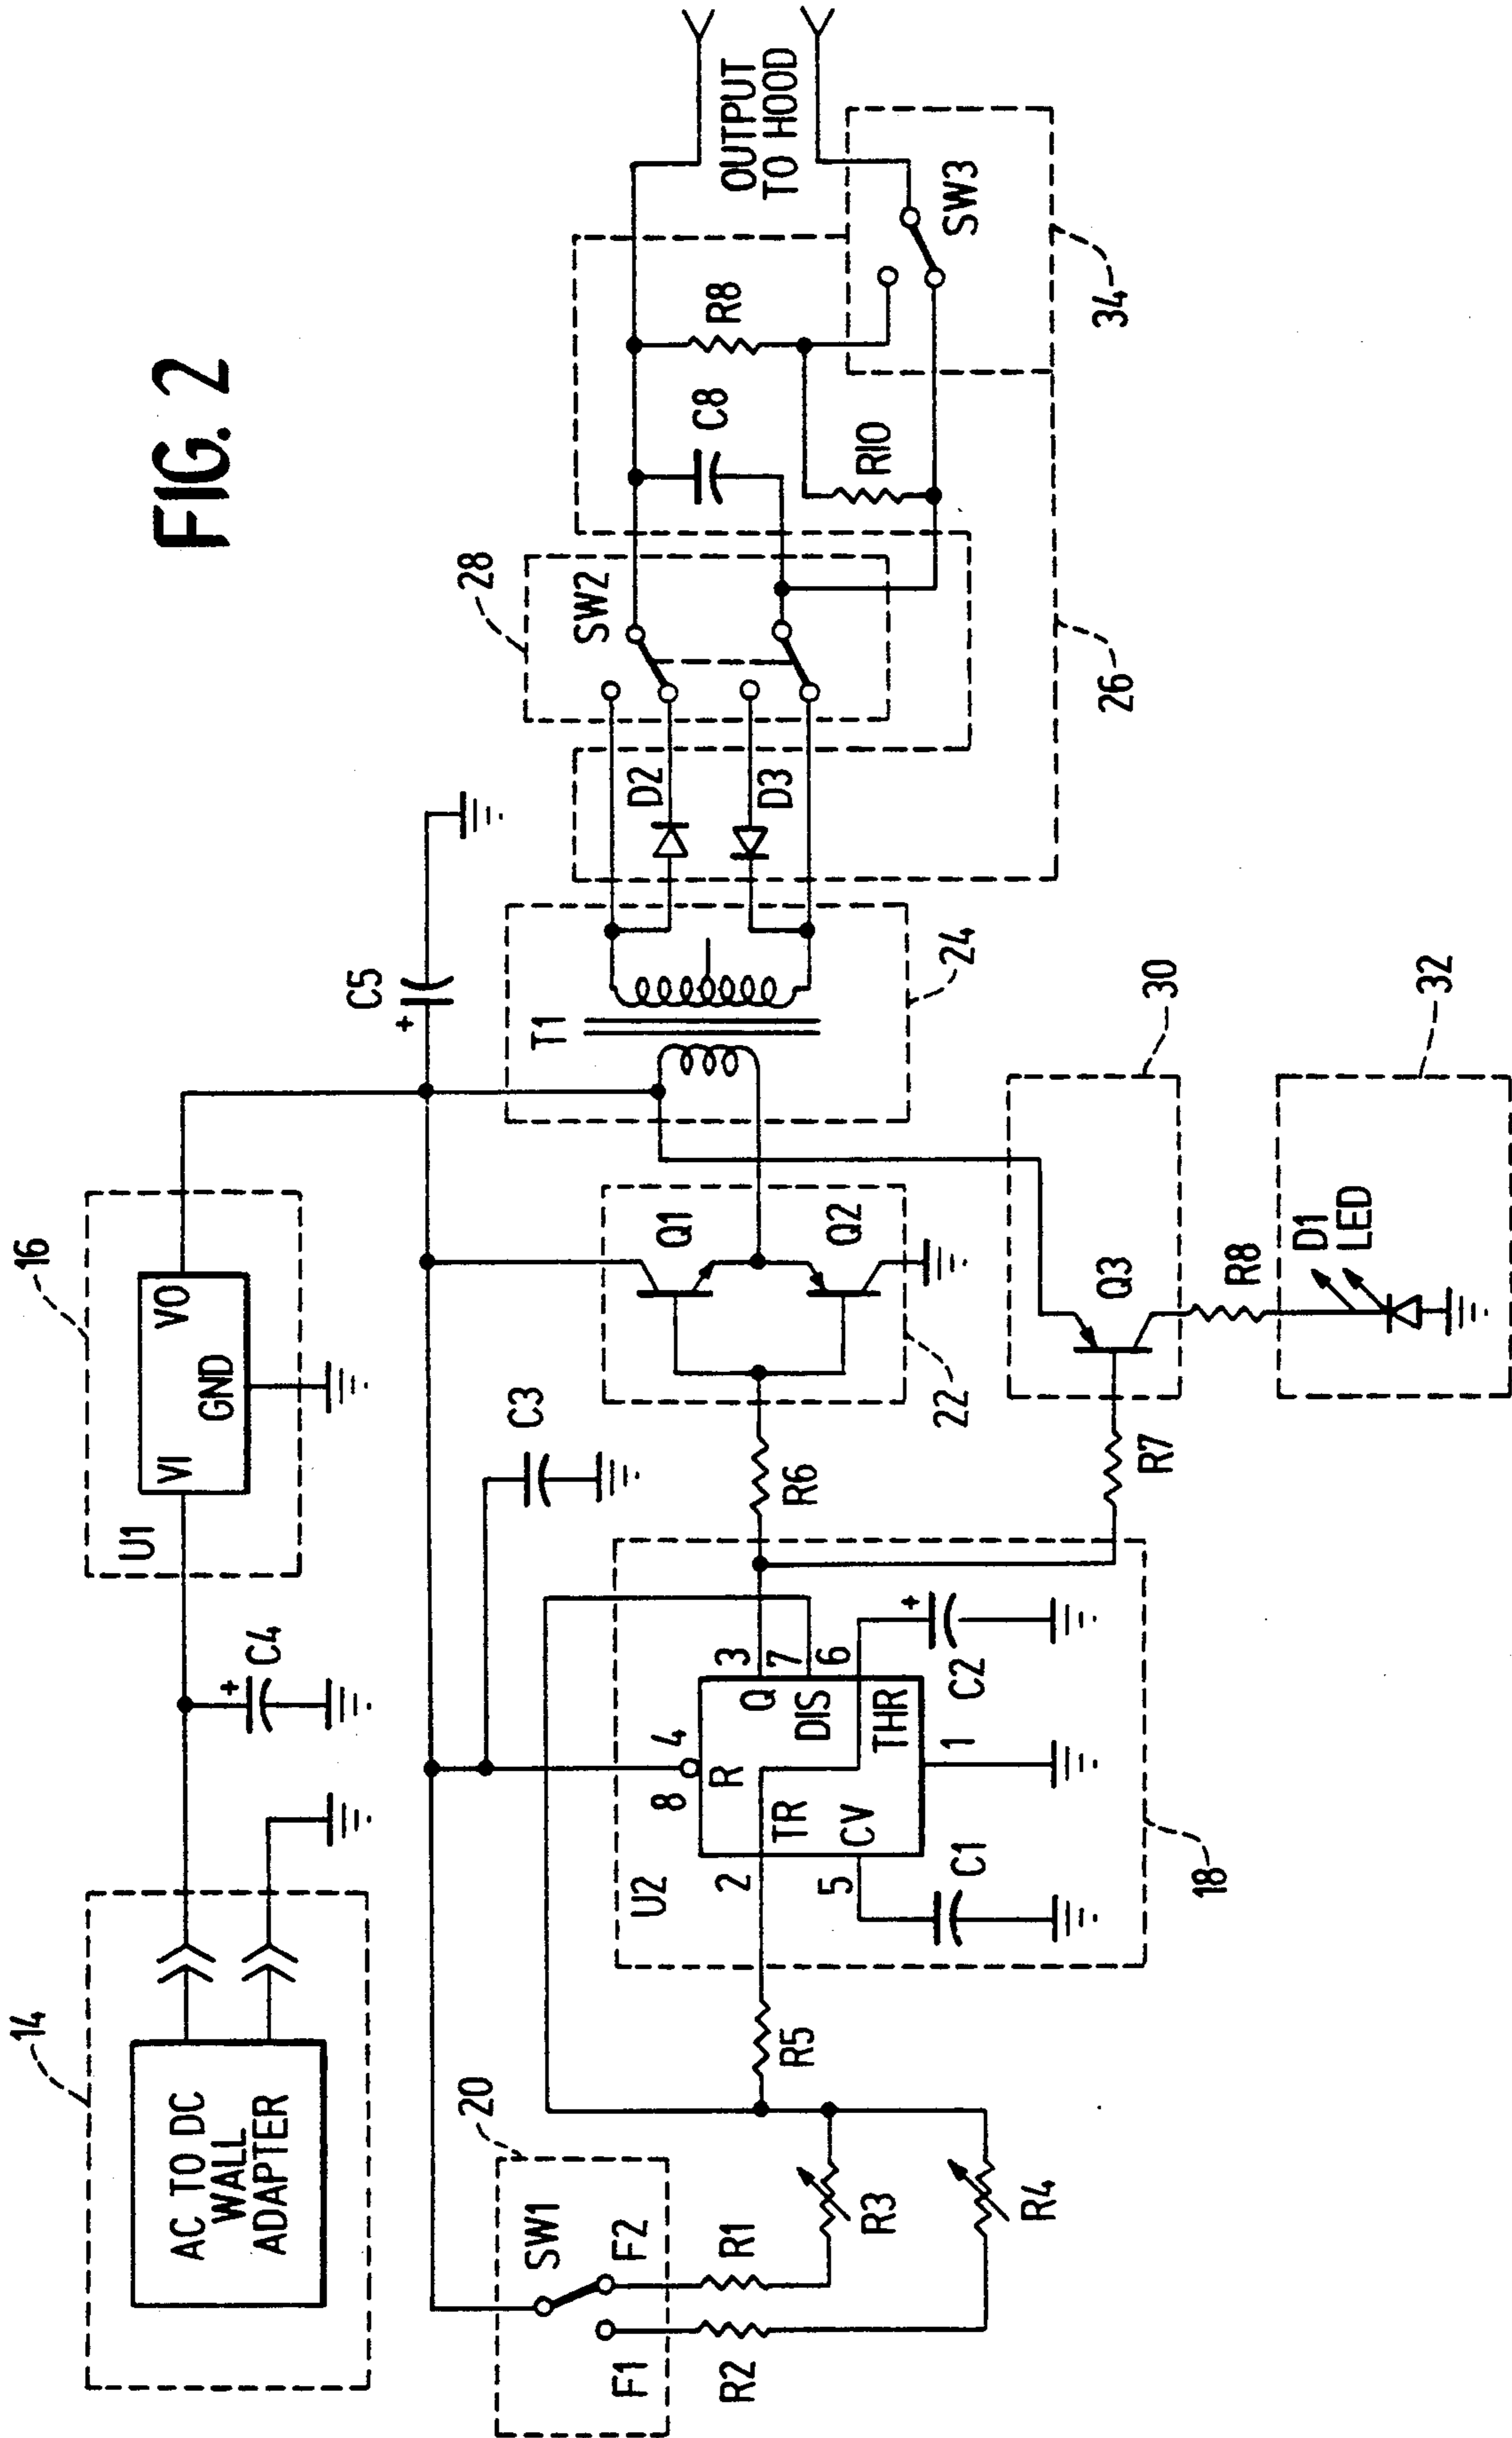 FIG. 2
14
AC TO DC
WALL
ADAPTER
C4
+
16
U1
VI
VO
GND
C5
+
20
SW1
F1
F2
R2
R1
R3
R4
R5
18
U2
8
4
R
2
TR
5
CV
C1
Q
3
DIS
7
THR
6
1
C2
+
C3
R6
R7
22
Q1
Q2
24
T1
30
Q3
R8
32
D1
LED
D2
D3
28
SW2
26
C8
R8
R10
34
SW3
OUTPUT
TO HOOD